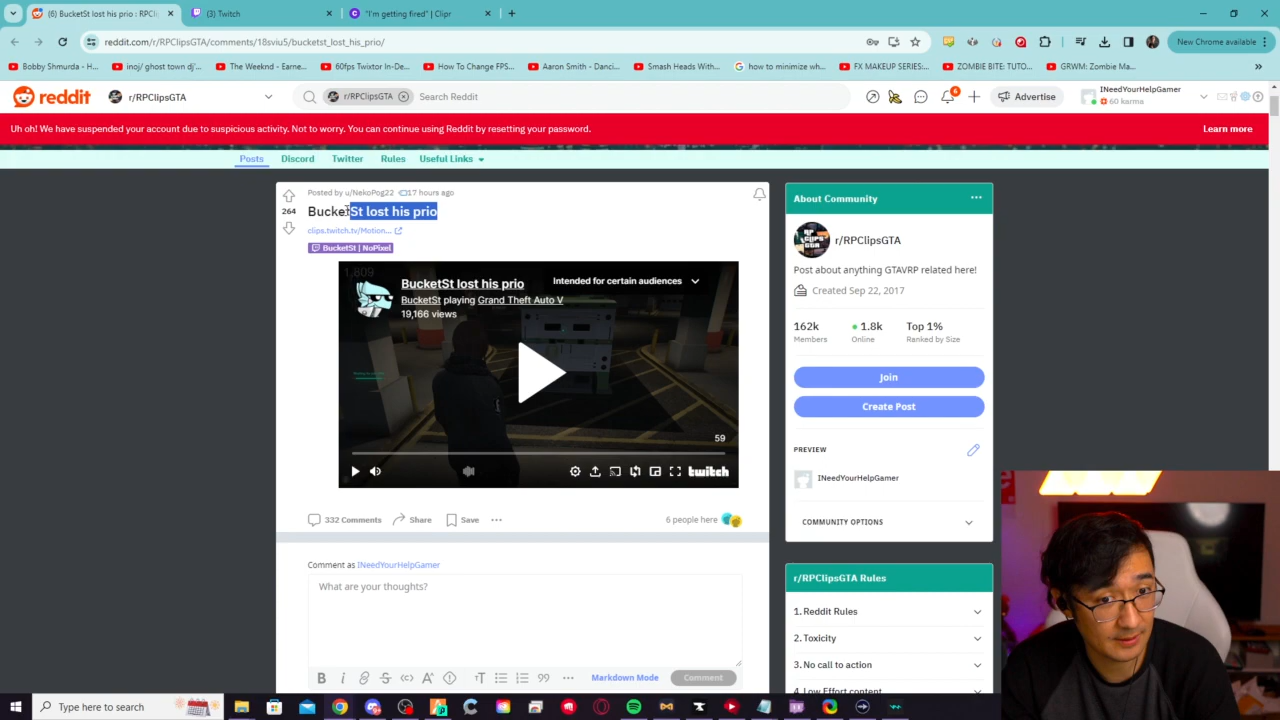 (6) BucketSt lost his prio : RPCli
(3) Twitch
"I'm getting fired" | Clipr
reddit.com/r/RPClipsGTA/comments/18sviu5/bucketst_lost_his_prio/
New Chrome available
Bobby Shmurda - H...
inoj/ ghost town dj'...
The Weeknd - Earne...
60fps Twixtor In-De...
How To Change FPS...
Aaron Smith - Danci...
Smash Heads With...
how to minimize wh...
FX MAKEUP SERIES:...
ZOMBIE BITE: TUTO...
GRWM: Zombie Ma...
reddit
r/RPClipsGTA
r/RPClipsGTA
Search Reddit
6
Advertise
INeedYourHelpGamer
60 karma
Uh oh! We have suspended your account due to suspicious activity. Not to worry. You can continue using Reddit by resetting your password.
Learn more
Posts
Discord
Twitter
Rules
Useful Links
Posted by u/NekoPog22 17 hours ago
264
BucketSt lost his prio
clips.twitch.tv/Motion...
BucketSt | NoPixel
1,809
BucketSt lost his prio
BucketSt playing Grand Theft Auto V
19,166 views
Intended for certain audiences
59
twitch
332 Comments
Share
Save
6 people here
Comment as INeedYourHelpGamer
What are your thoughts?
Markdown Mode
Comment
About Community
r/RPClipsGTA
Post about anything GTAVRP related here!
Created Sep 22, 2017
162k
Members
1.8k
Online
Top 1%
Ranked by Size
Join
Create Post
PREVIEW
INeedYourHelpGamer
COMMUNITY OPTIONS
r/RPClipsGTA Rules
1. Reddit Rules
2. Toxicity
3. No call to action
4. Low Effort content
Type here to search